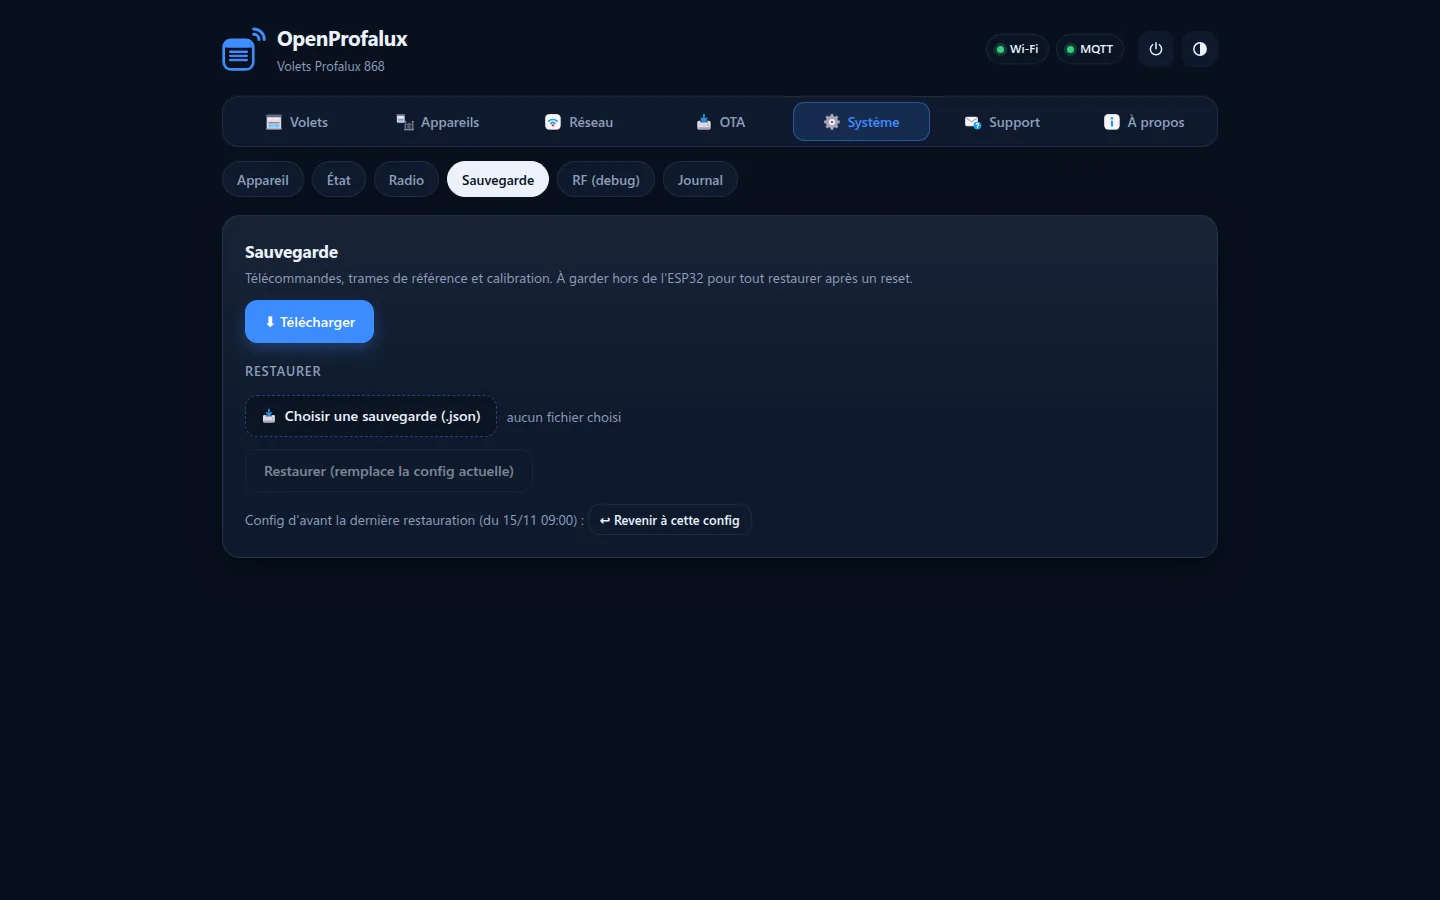 OpenProfalux
Volets Profalux 868
Wi-Fi
MQTT
Volets
Appareils
Réseau
OTA
Système
Support
À propos
Appareil
État
Radio
Sauvegarde
RF (debug)
Journal
Sauvegarde
Télécommandes, trames de référence et calibration. À garder hors de l'ESP32 pour tout restaurer après un reset.
⬇ Télécharger
RESTAURER
Choisir une sauvegarde (.json)
aucun fichier choisi
Restaurer (remplace la config actuelle)
Config d'avant la dernière restauration (du 15/11 09:00) :
↩ Revenir à cette config